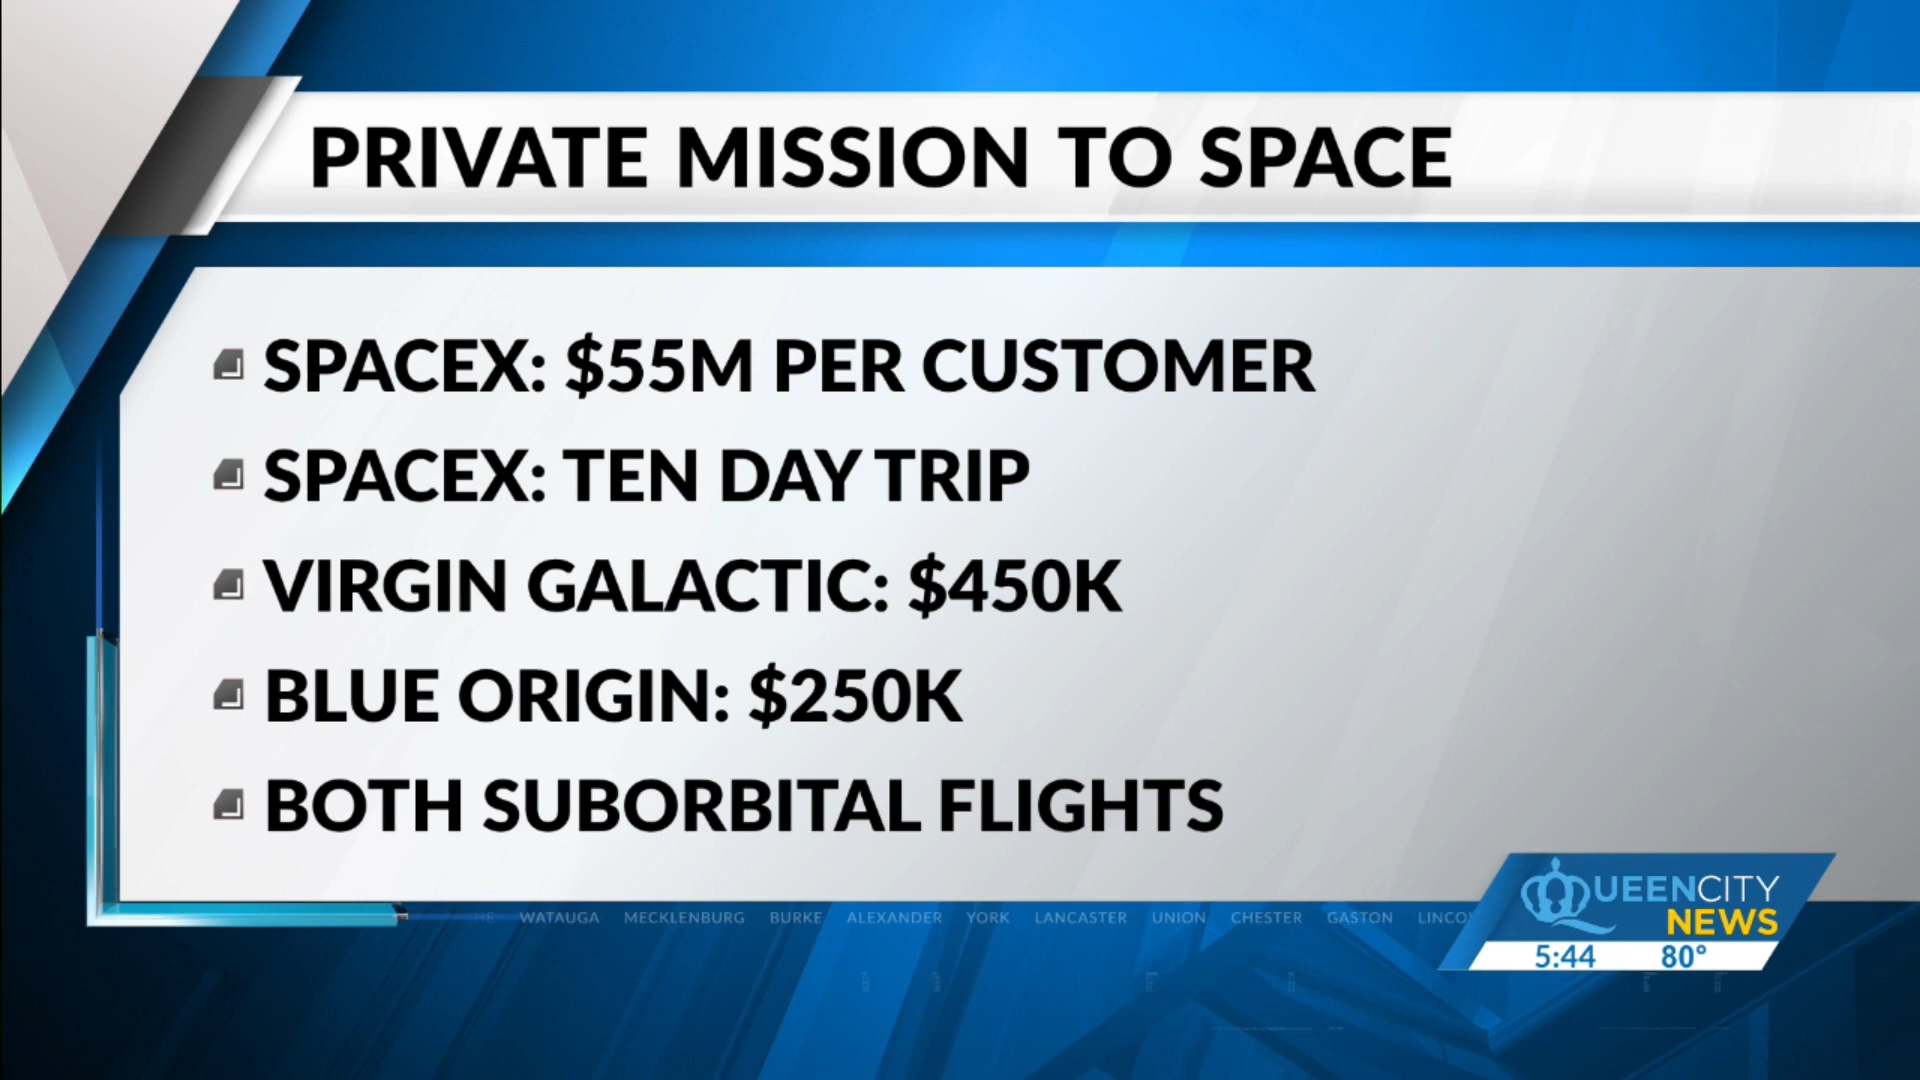 PRIVATE MISSION TO SPACE
SPACEX: $55M PER CUSTOMER
SPACEX: TEN DAY TRIP
VIRGIN GALACTIC: $450K
BLUE ORIGIN: $250K
BOTH SUBORBITAL FLIGHTS
WATAUGA MECKLENBURG BURKE ALEXANDER YORK LANCASTER UNION CHESTER GASTON
QUEENCITY
NEWS
5:44 80°